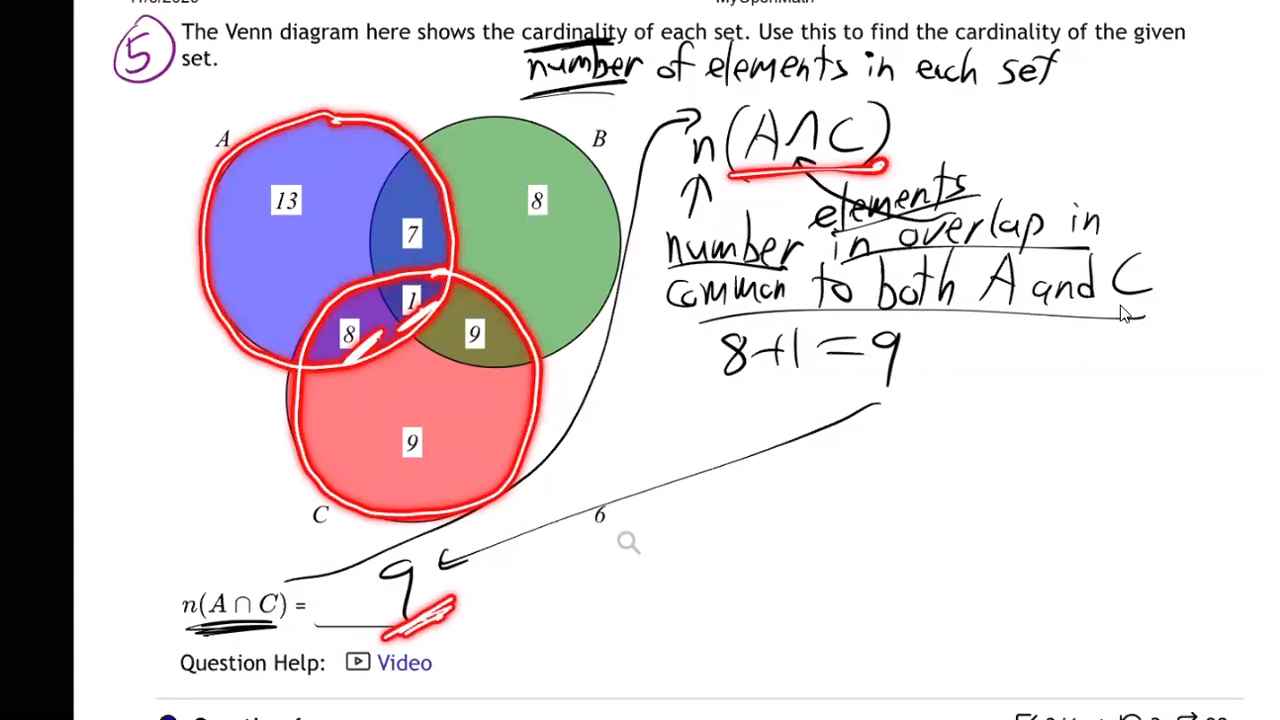 The Venn diagram here shows the cardinality of each set. Use this to find the cardinality of the given
set.
5
number of elements in each set
A
B
n(A∩C)
13
8
7
elements
number in overlap in
common to both A and C
1
8
9
8+1=9
9
C
6
9
n(A ∩ C) =
Question Help: Video